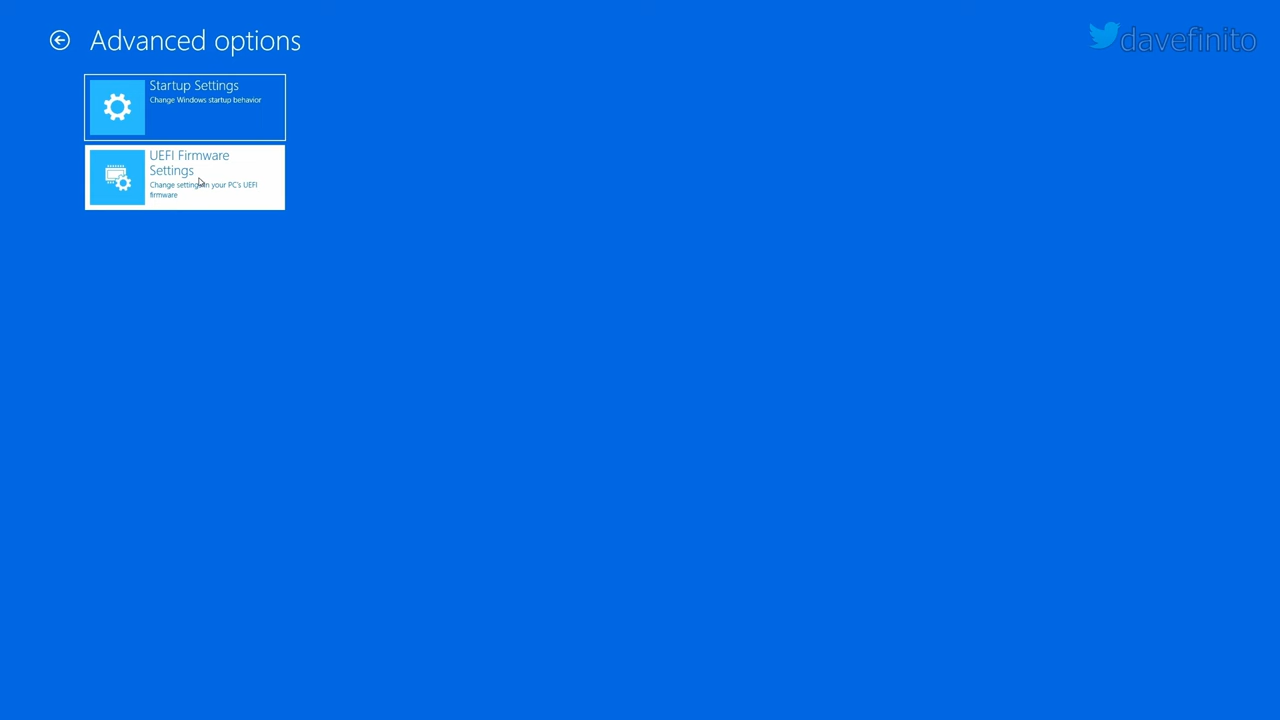 Advanced options
davefinito
Startup Settings
Change Windows startup behavior
UEFI Firmware
Settings
Change settings in your PC's UEFI
firmware